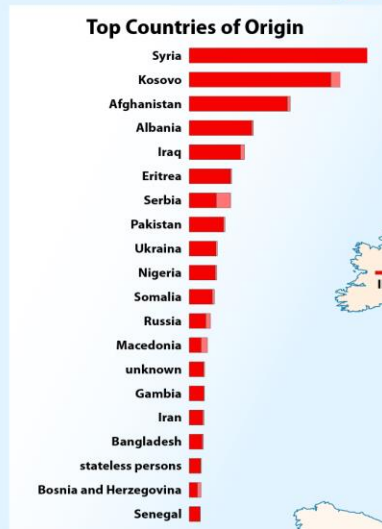 Top Countries of Origin
Syria
Kosovo
Afghanistan
Albania
Iraq
Eritrea
Serbia
Pakistan
Ukraina
Nigeria
Somalia
Russia
Macedonia
unknown
Gambia
Iran
Bangladesh
stateless persons
Bosnia and Herzegovina
Senegal